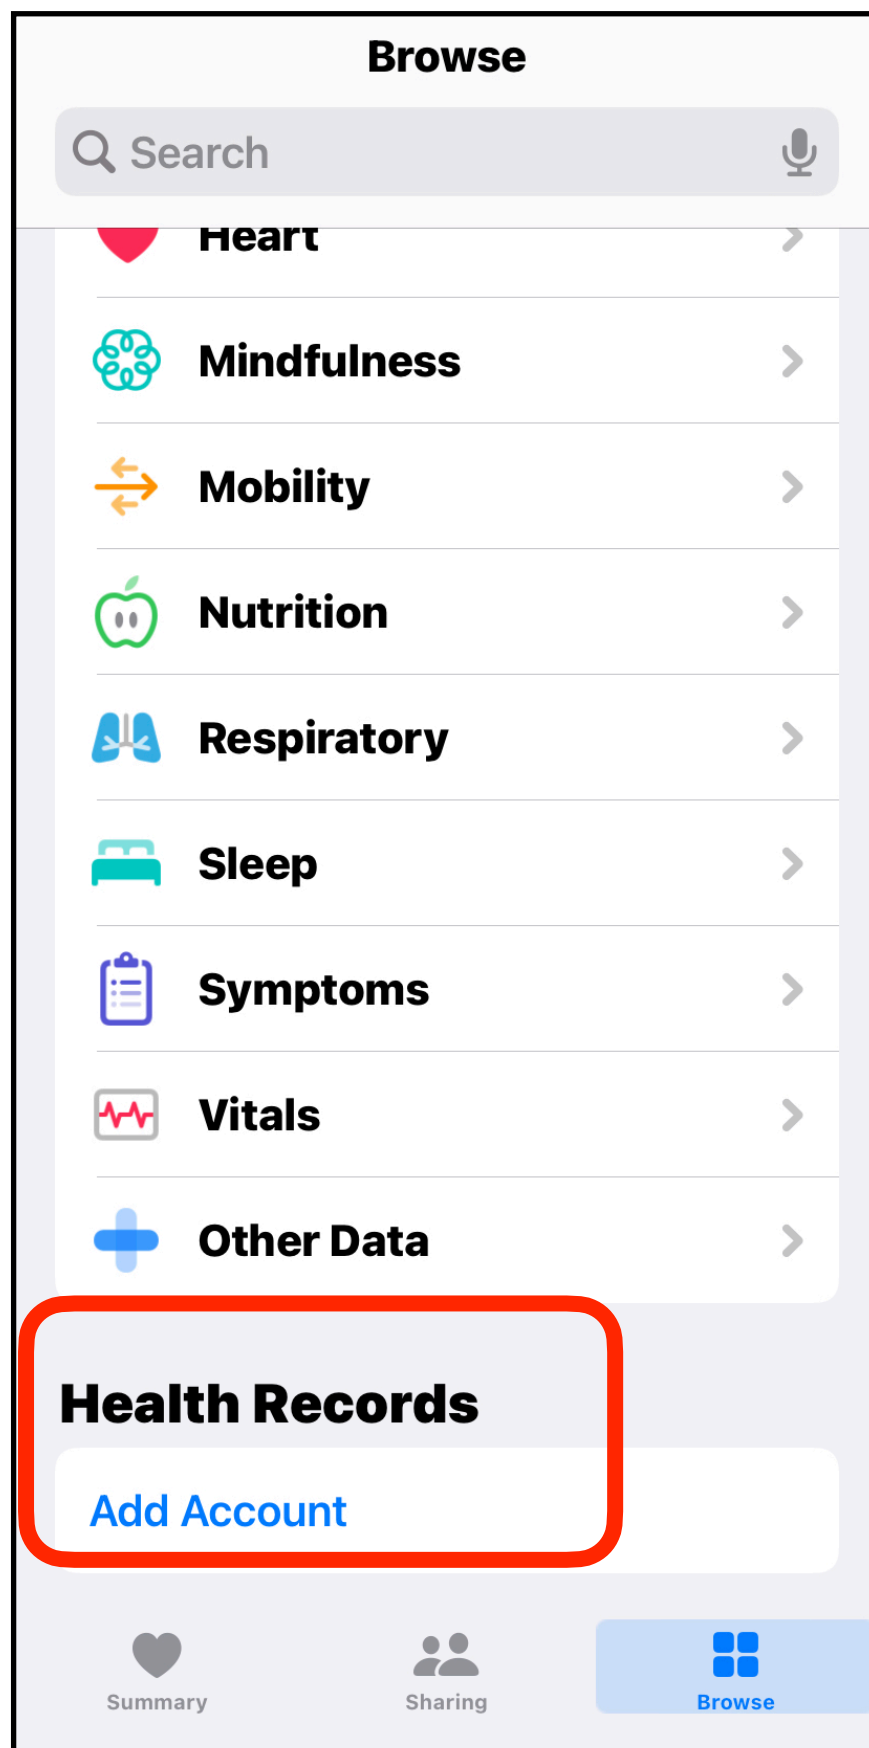 Browse
Search
Heart
Mindfulness
Mobility
Nutrition
Respiratory
Sleep
Symptoms
Vitals
Other Data
Health Records
Add Account
Summary
Sharing
Browse